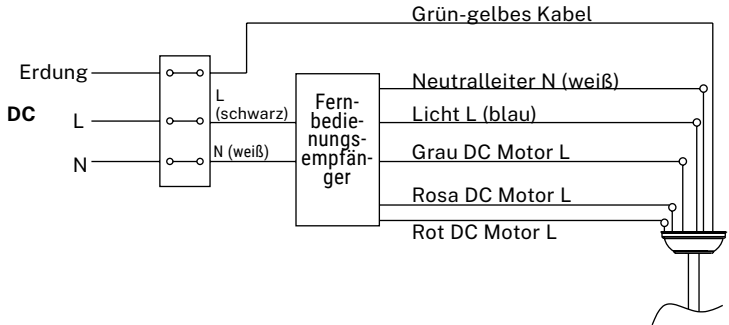 Grün-gelbes Kabel
Erdung
DC
L
N
L
(schwarz)
N (weiß)
Fern-
bedie-
nungs-
empfän-
ger
Neutralleiter N (weiß)
Licht L (blau)
Grau DC Motor L
Rosa DC Motor L
Rot DC Motor L